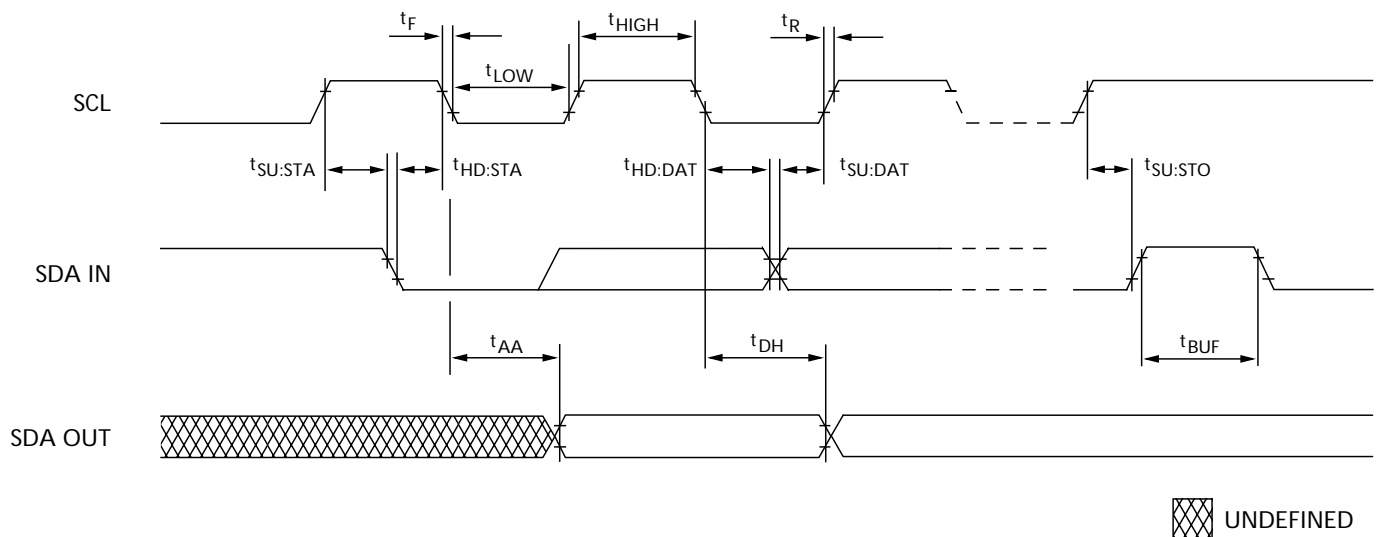 tF
tHIGH
tR
tLOW
SCL
tSU:STA
tHD:STA
tHD:DAT
tSU:DAT
tSU:STO
SDA IN
tAA
tDH
tBUF
SDA OUT
UNDEFINED